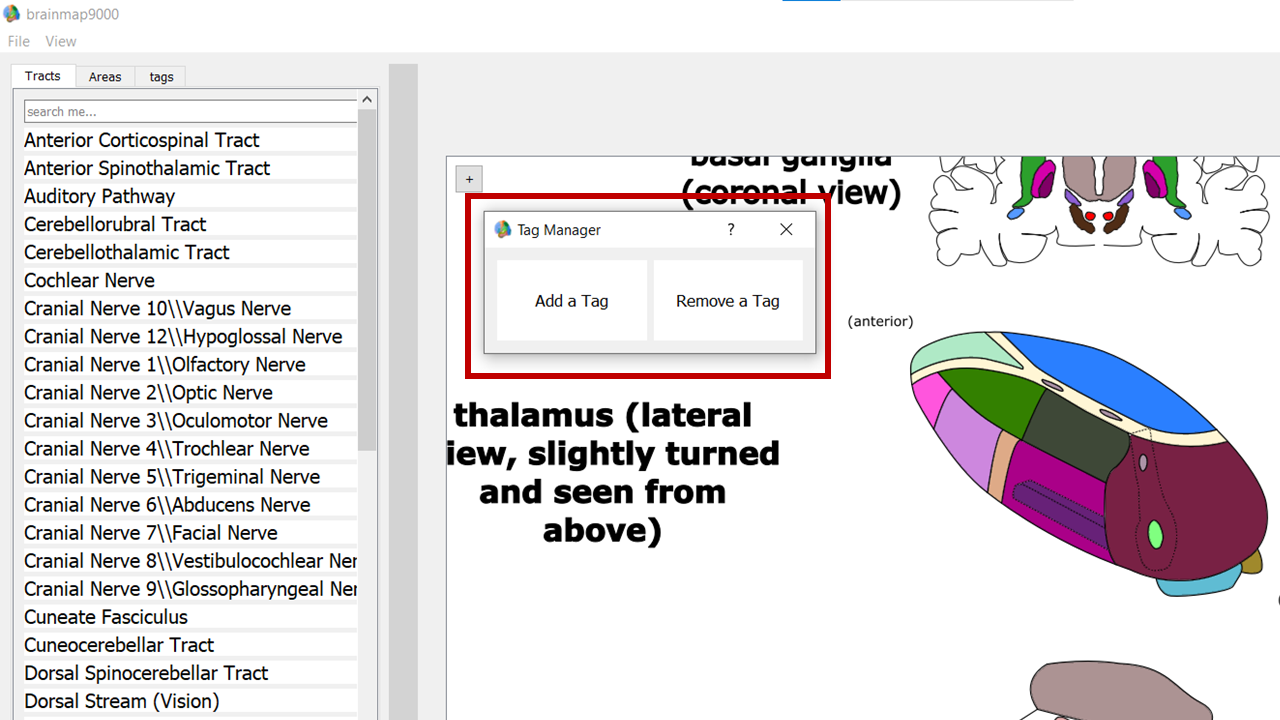 brainmap9000
File View
Tracts Areas tags
search me...
Anterior Corticospinal Tract
Anterior Spinothalamic Tract
Auditory Pathway
Cerebellorubral Tract
Cerebellothalamic Tract
Cochlear Nerve
Cranial Nerve 10\\Vagus Nerve
Cranial Nerve 12\\Hypoglossal Nerve
Cranial Nerve 1\\Olfactory Nerve
Cranial Nerve 2\\Optic Nerve
Cranial Nerve 3\\Oculomotor Nerve
Cranial Nerve 4\\Trochlear Nerve
Cranial Nerve 5\\Trigeminal Nerve
Cranial Nerve 6\\Abducens Nerve
Cranial Nerve 7\\Facial Nerve
Cranial Nerve 8\\Vestibulocochlear Ner
Cranial Nerve 9\\Glossopharyngeal Ner
Cuneate Fasciculus
Cuneocerebellar Tract
Dorsal Spinocerebellar Tract
Dorsal Stream (Vision)
+
basal ganglia
(coronal view)
Tag Manager ?
Add a Tag Remove a Tag
(anterior)
thalamus (lateral
iew, slightly turned
and seen from
above)